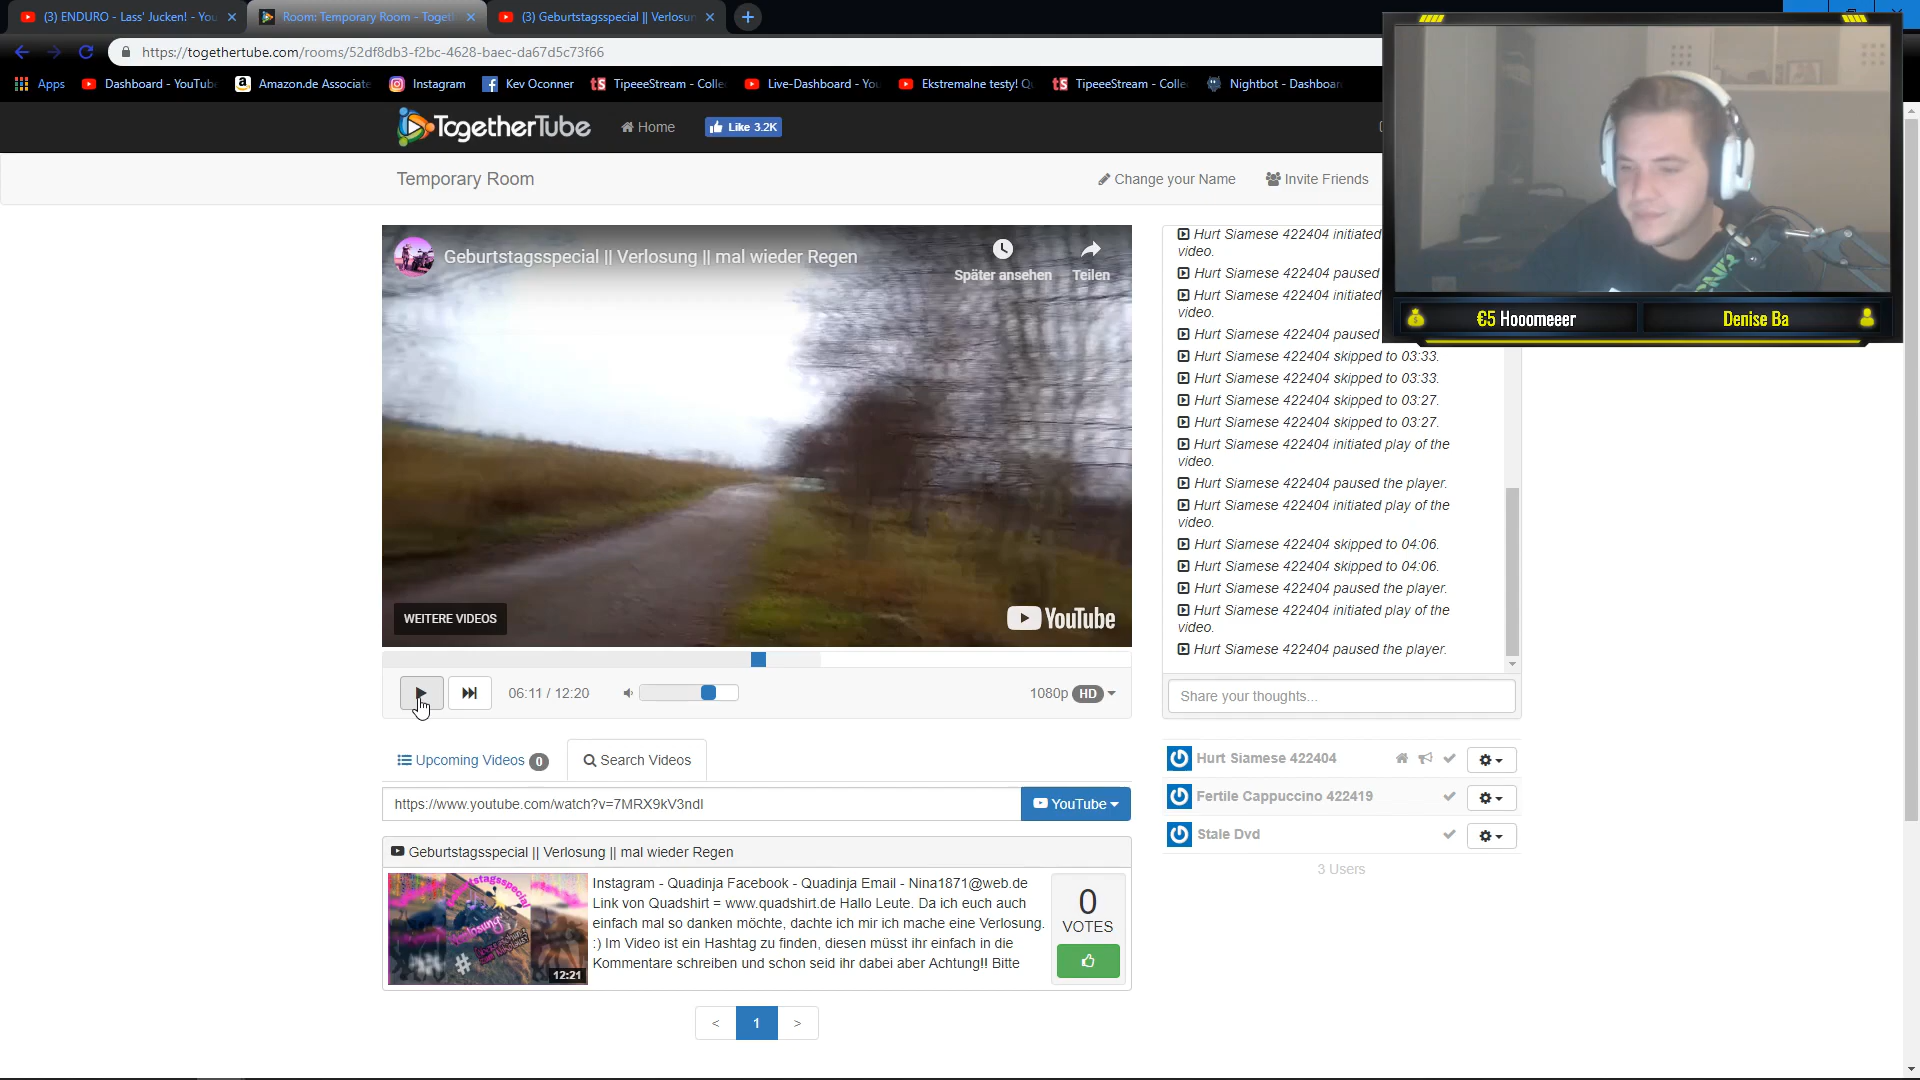 (3) ENDURO - Lass' Jucken! - You
Room: Temporary Room - Togeth
(3) Geburtstagsspecial || Verlosun
https://togethertube.com/rooms/52df8db3-f2bc-4628-baec-da67d5c73f66
Apps
Dashboard - YouTube
Amazon.de Associate
Instagram
Kev Oconner
TipeeeStream - Colle
Live-Dashboard - You
Ekstremalne testy! Q
TipeeeStream - Colle
Nightbot - Dashboar
TogetherTube
Home
Like 3.2K
Temporary Room
Change your Name
Invite Friends
Geburtstagsspecial || Verlosung || mal wieder Regen
Später ansehen
Teilen
WEITERE VIDEOS
YouTube
06:11 / 12:20
1080p HD
Hurt Siamese 422404 initiated
video.
Hurt Siamese 422404 paused
Hurt Siamese 422404 initiated
video.
Hurt Siamese 422404 paused
Hurt Siamese 422404 skipped to 03:33.
Hurt Siamese 422404 skipped to 03:33.
Hurt Siamese 422404 skipped to 03:27.
Hurt Siamese 422404 skipped to 03:27.
Hurt Siamese 422404 initiated play of the
video.
Hurt Siamese 422404 paused the player.
Hurt Siamese 422404 initiated play of the
video.
Hurt Siamese 422404 skipped to 04:06.
Hurt Siamese 422404 skipped to 04:06.
Hurt Siamese 422404 paused the player.
Hurt Siamese 422404 initiated play of the
video.
Hurt Siamese 422404 paused the player.
Share your thoughts...
€5 Hooomeeer
Denise Ba
Upcoming Videos 0
Search Videos
https://www.youtube.com/watch?v=7MRX9kV3ndI
YouTube
Geburtstagsspecial || Verlosung || mal wieder Regen
Instagram - Quadinja Facebook - Quadinja Email - Nina1871@web.de
Link von Quadshirt = www.quadshirt.de Hallo Leute. Da ich euch auch
einfach mal so danken möchte, dachte ich mir ich mache eine Verlosung.
:) Im Video ist ein Hashtag zu finden, diesen müsst ihr einfach in die
Kommentare schreiben und schon seid ihr dabei aber Achtung!! Bitte
12:21
0
VOTES
Hurt Siamese 422404
Fertile Cappuccino 422419
Stale Dvd
3 Users
<
1
>